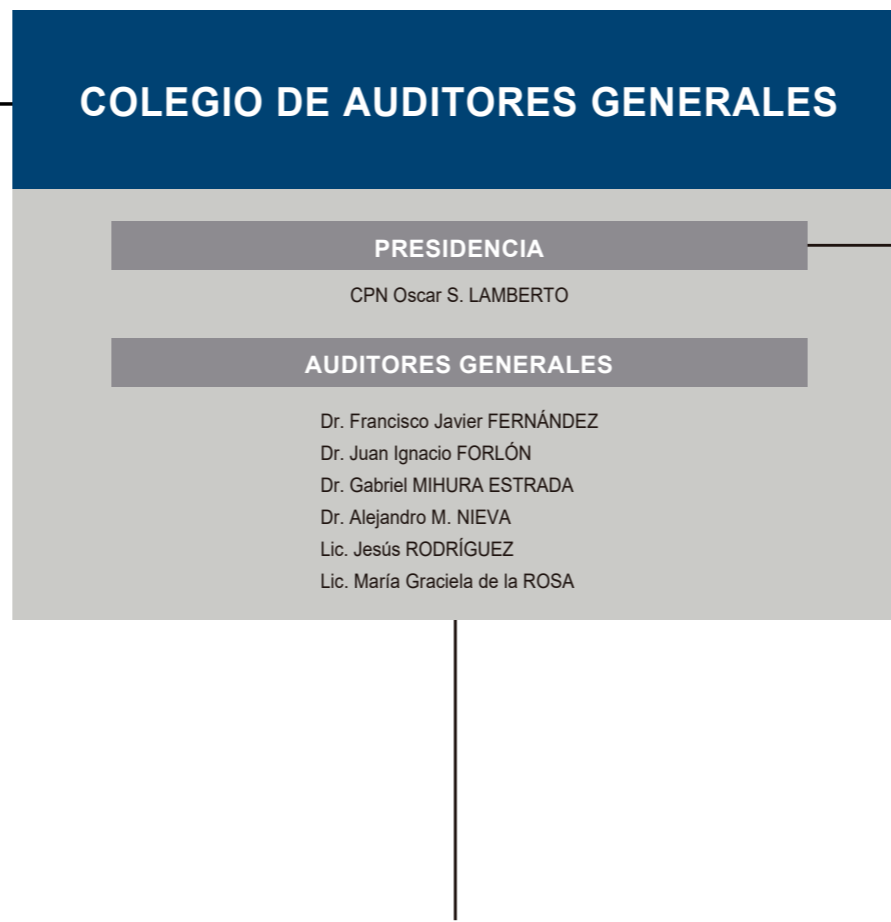 COLEGIO DE AUDITORES GENERALES
PRESIDENCIA
CPN Oscar S. LAMBERTO
AUDITORES GENERALES
Dr. Francisco Javier FERNÁNDEZ
Dr. Juan Ignacio FORLÓN
Dr. Gabriel MIHURA ESTRADA
Dr. Alejandro M. NIEVA
Lic. Jesús RODRÍGUEZ
Lic. María Graciela de la ROSA